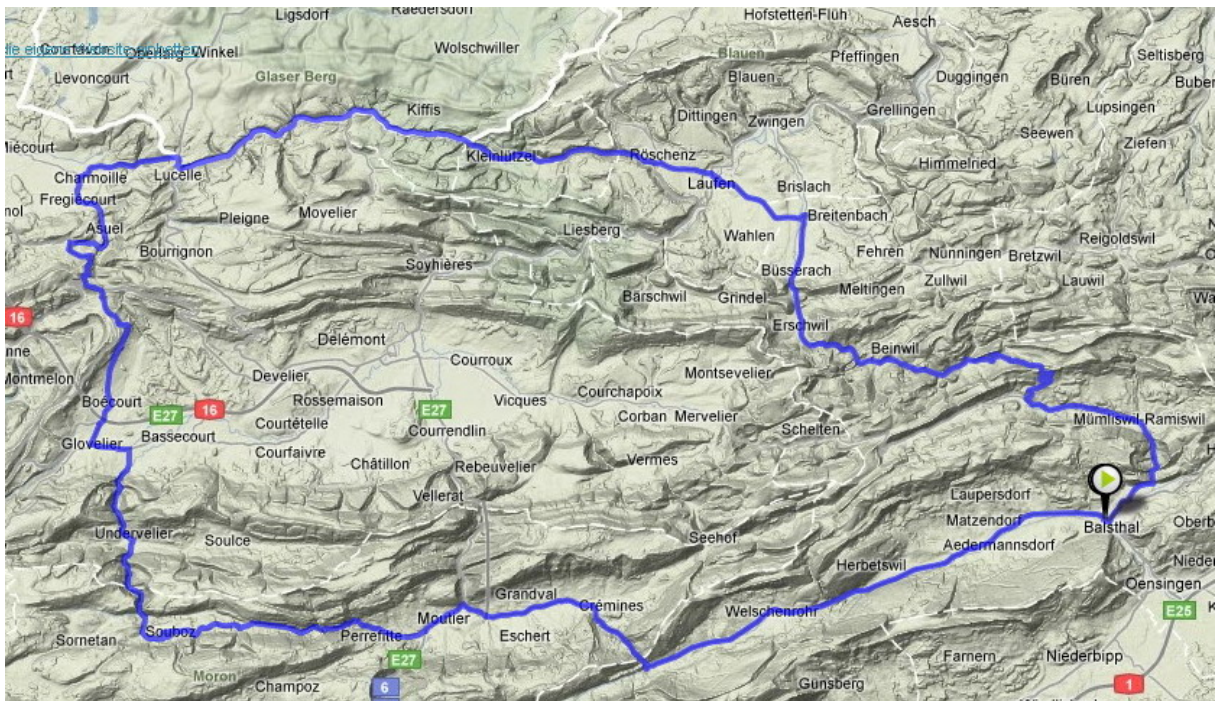 Ligsdorf
Raedersdorf
Hofstetten-Flüh
Aesch
Winkel
Wolschwiller
Blauen
Pfeffingen
Seltisberg
Levoncourt
Glaser Berg
Blauen
Duggingen
Büren
Kiffis
Dittingen
Zwingen
Grellingen
Lupsingen
Miécourt
Seewen
Ziefen
Kleinlützel
Röschenz
Himmelried
Charmoille
Lucelle
Laufen
Brislach
Fregiécourt
Pleigne
Movelier
Breitenbach
Asuel
Liesberg
Wahlen
Reigoldswil
Bourrignon
Fehren
Nunningen
Bretzwil
Soyhières
Büsserach
Zullwil
Lauwil
Meltingen
Bärschwil
Grindel
16
Erschwil
Delémont
Beinwil
Courroux
Montsevelier
Montmelon
Develier
Courchapoix
Rossemaison
Vicques
Boécourt
E27
16
E27
Corban
Mervelier
Mümliswil-Ramiswil
Courtételle
Courrendlin
Schelten
Glovelier
Bassecourt
Courfaivre
Châtillon
Rebeuvelier
Vermes
Vellerat
Laupersdorf
Matzendorf
Balsthal
Undervelier
Soulce
Seehof
Aedermannsdorf
Herbetswil
Oensingen
Grandval
Crémines
Welschenrohr
E25
Moutier
Souboz
Perrefitte
Eschert
Sornetan
E27
Farnern
Niederbipp
Moron
Champoz
6
Günsberg
1